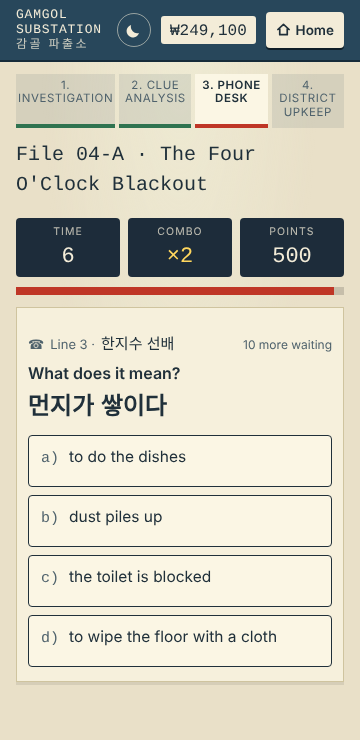 GAMGOL
SUBSTATION
감골 파출소
₩249,100
Home
1.
INVESTIGATION
2. CLUE
ANALYSIS
3. PHONE
DESK
4.
DISTRICT
UPKEEP
File 04-A · The Four
O'Clock Blackout
TIME
6
COMBO
×2
POINTS
500
☎ Line 3 · 한지수 선배
10 more waiting
What does it mean?
먼지가 쌓이다
a) to do the dishes
b) dust piles up
c) the toilet is blocked
d) to wipe the floor with a cloth